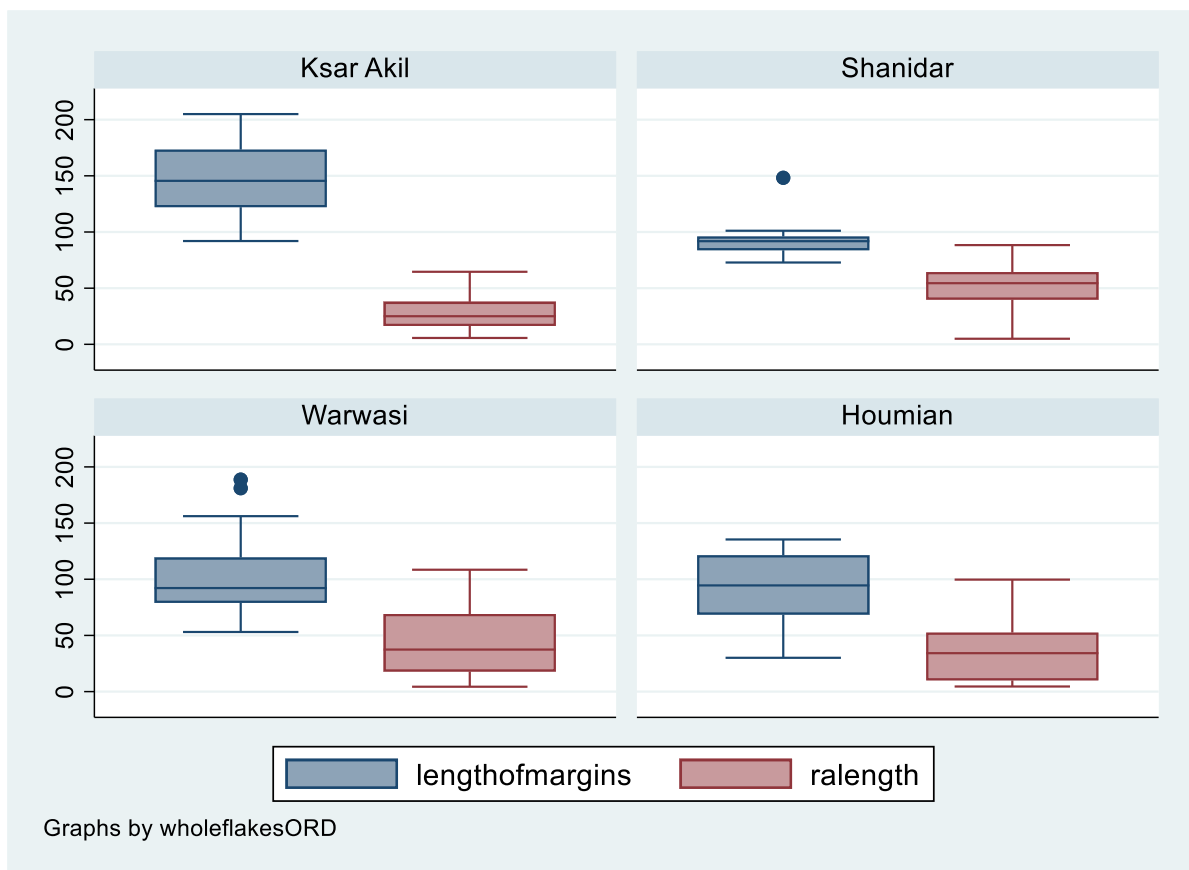 Ksar Akil
Shanidar
200
150
100
50
0
Warwasi
Houmian
200
150
100
50
0
lengthofmargins
ralength
Graphs by wholeflakesORD